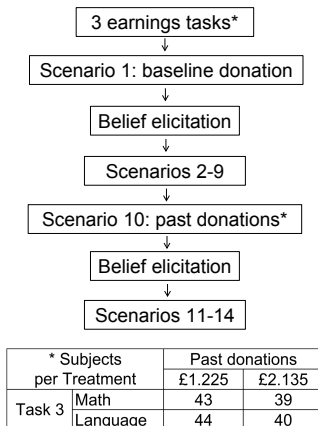 3 earnings tasks*
Scenario 1: baseline donation
Belief elicitation
Scenarios 2-9
Scenario 10: past donations*
Belief elicitation
Scenarios 11-14
* Subjects Past donations
per Treatment £1.225 £2.135
Task 3 Math 43 39
Language 44 40